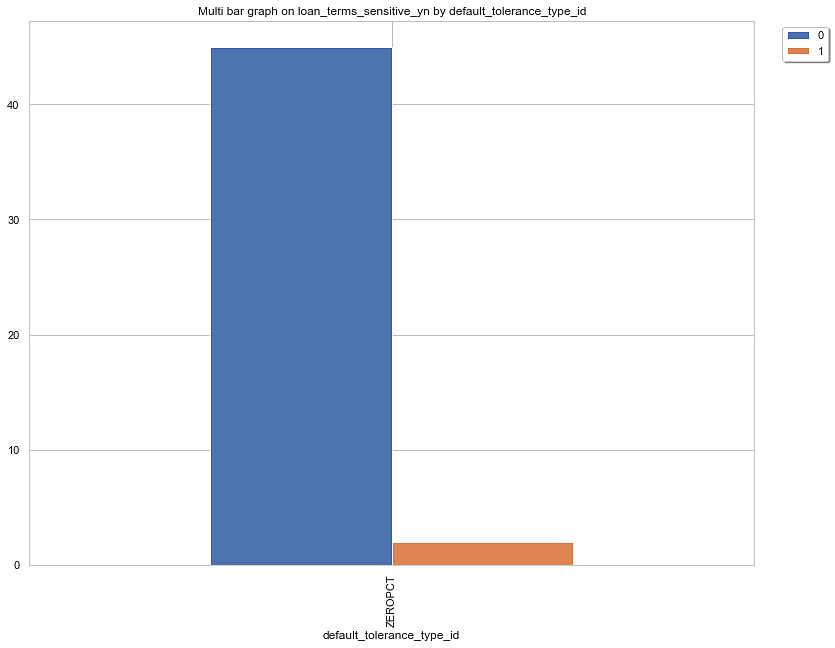 Multi bar graph on loan_terms_sensitive_yn by default_tolerance_type_id
0
1
40
30
20
10
0
ZEROPCT
default_tolerance_type_id